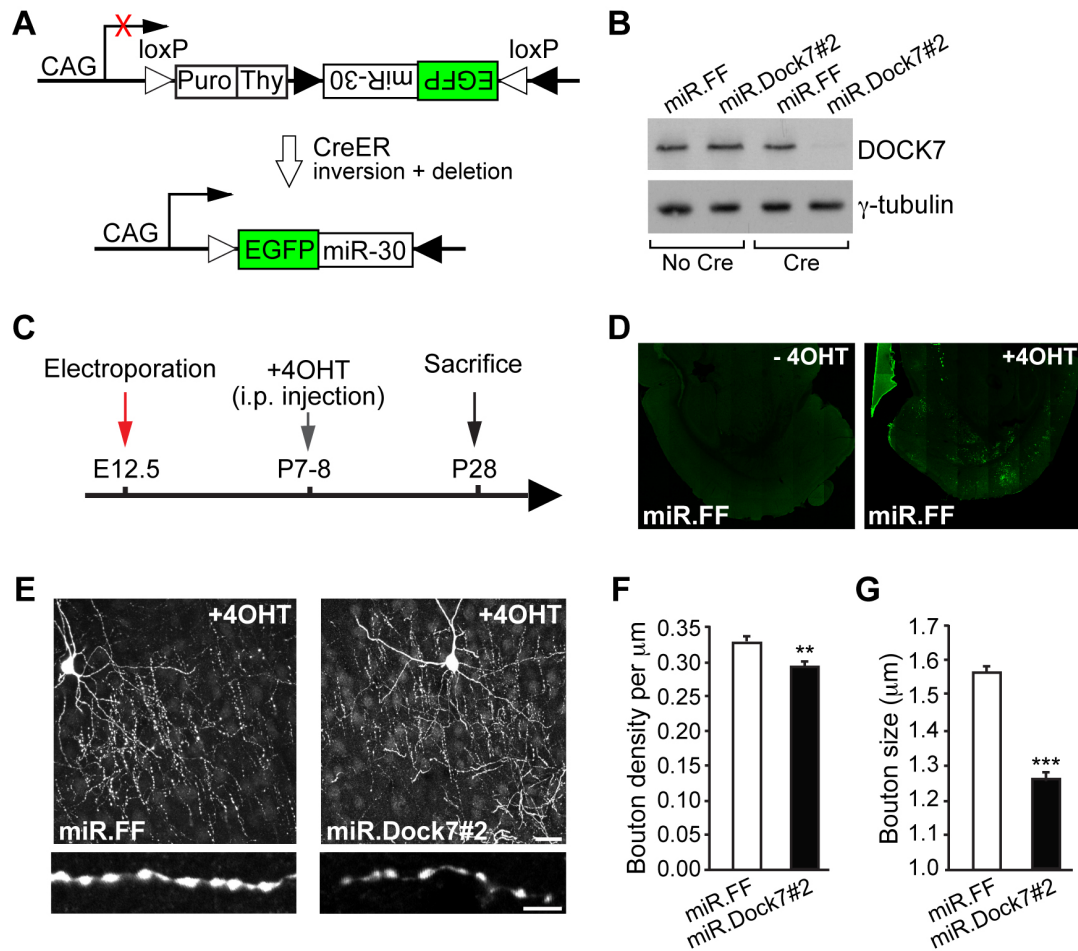 A
CAG
loxP
X
Puro
Thy
miR-30
EGFP
loxP
CreER
inversion + deletion
CAG
EGFP
miR-30
B
miR.FF
miR.Dock7#2
miR.FF
miR.Dock7#2
DOCK7
γ-tubulin
No Cre
Cre
C
Electroporation
+4OHT
(i.p. injection)
Sacrifice
E12.5
P7-8
P28
D
- 4OHT
miR.FF
+4OHT
miR.FF
E
+4OHT
miR.FF
+4OHT
miR.Dock7#2
F
Bouton density per μm
0.35
0.30
0.25
0.20
0.15
0.10
0.05
0.00
**
miR.FF
miR.Dock7#2
G
Bouton size (μm)
1.7
1.6
1.5
1.4
1.3
1.2
1.1
1.0
***
miR.FF
miR.Dock7#2